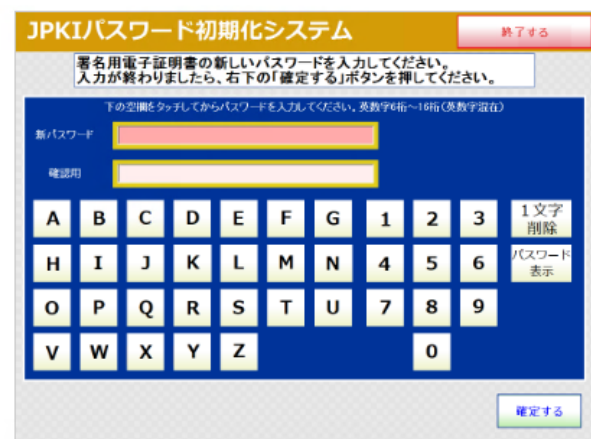 JPKIパスワード初期化システム
終了する
署名用電子証明書の新しいパスワードを入力してください。
入力が終わりましたら、右下の「確定する」ボタンを押してください。
下の空欄をタッチしてからパスワードを入力してください。英数字6桁～16桁(英数字混在)
新パスワード
確認用
A B C D E F G 1 2 3 1文字
削除
H I J K L M N 4 5 6 パスワード
表示
O P Q R S T U 7 8 9
V W X Y Z 0
確定する